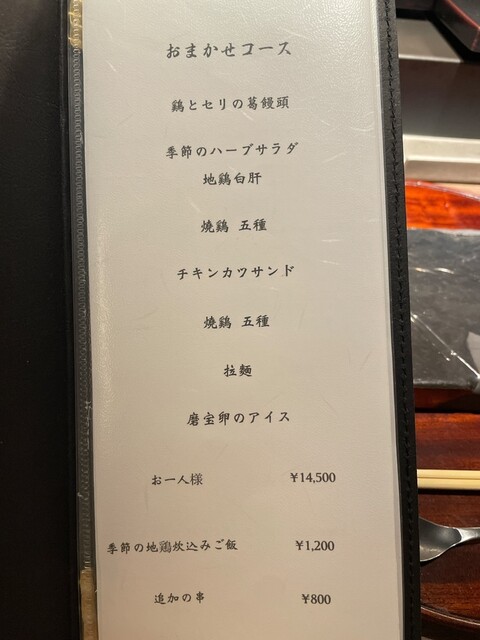 おまかせコース
鶏とセリの葛饅頭
季節のハーブサラダ
地鶏白肝
燒鶏 五種
チキンカツサンド
燒鶏 五種
拉麵
磨宝卵のアイス
お一人様 ¥14,500
季節の地鶏炊込みご飯 ¥1,200
追加の串 ¥800